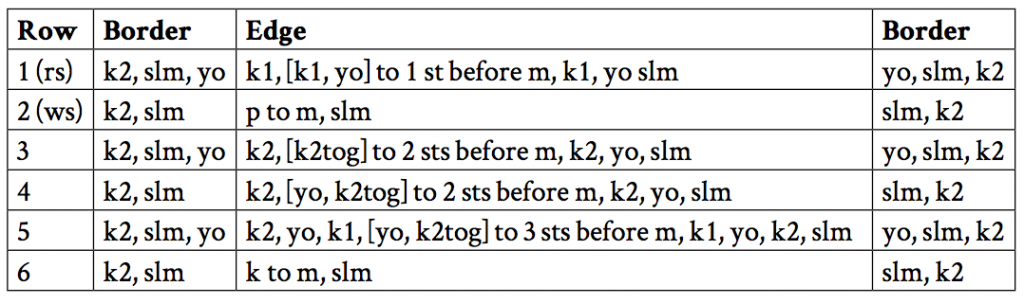 Row Border Edge Border
1 (rs) k2, slm, yo k1, [k1, yo] to 1 st before m, k1, yo slm yo, slm, k2
2 (ws) k2, slm p to m, slm slm, k2
3 k2, slm, yo k2, [k2tog] to 2 sts before m, k2, yo, slm yo, slm, k2
4 k2, slm k2, [yo, k2tog] to 2 sts before m, k2, yo, slm slm, k2
5 k2, slm, yo k2, yo, k1, [yo, k2tog] to 3 sts before m, k1, yo, k2, slm yo, slm, k2
6 k2, slm k to m, slm slm, k2